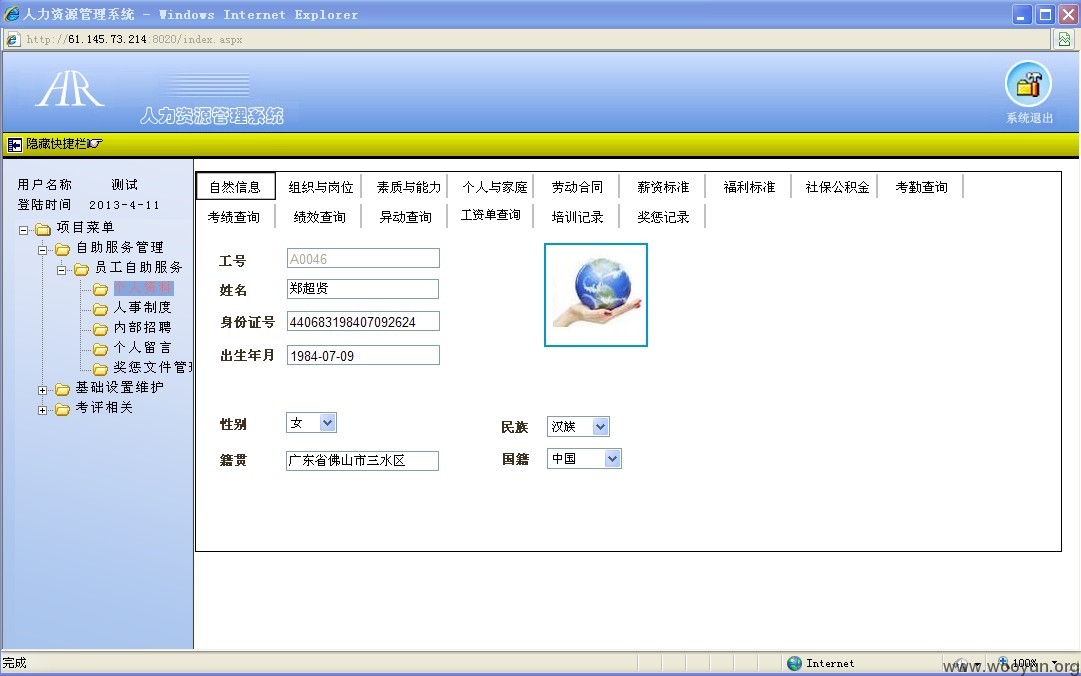 人力资源管理系统 - Windows Internet Explorer
http://61.145.73.214:8020/index.aspx
HR
人力资源管理系统
系统退出
隐藏快捷栏
用户名称 测试
登陆时间 2013-4-11
项目菜单
自助服务管理
员工自助服务
个人资料
人事制度
内部招聘
个人留言
奖惩文件管理
基础设置维护
考评相关
自然信息 组织与岗位 素质与能力 个人与家庭 劳动合同 薪资标准 福利标准 社保公积金 考勤查询
考绩查询 绩效查询 异动查询 工资单查询 培训记录 奖惩记录
工号 A0046
姓名 郑超贤
身份证号 440683198407092624
出生年月 1984-07-09
性别 女 民族 汉族
籍贯 广东省佛山市三水区 国籍 中国
完成 Internet 100%
www.wooyun.org